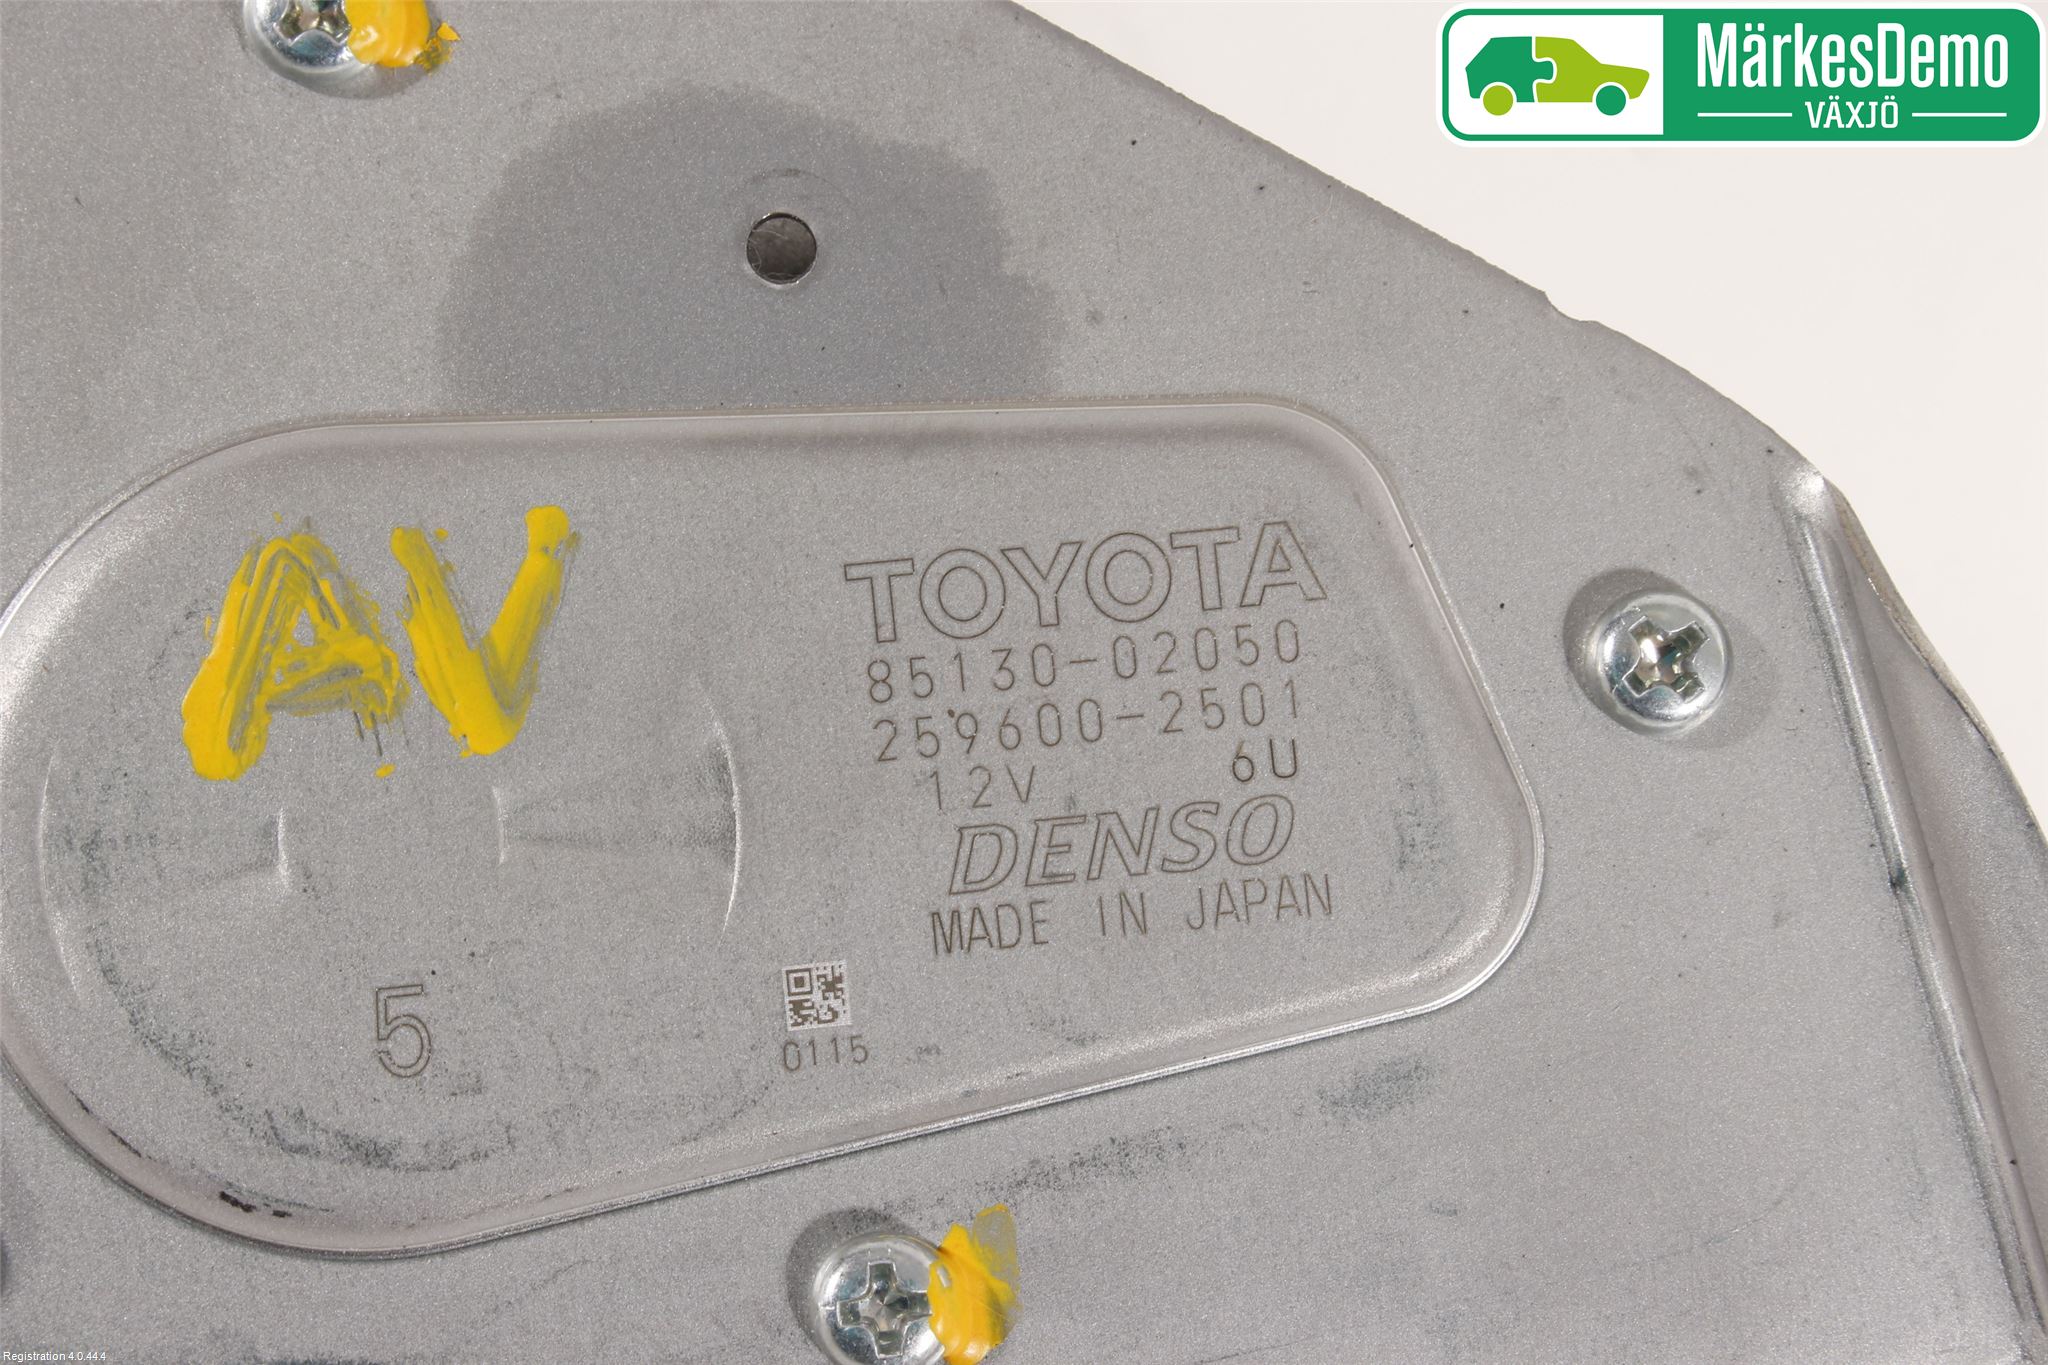 MärkesDemo
VÄXJÖ
AV
TOYOTA
85130-02050
259600-2501
12V 6U
DENSO
MADE IN JAPAN
5
0115
Registration 4.0.44.4